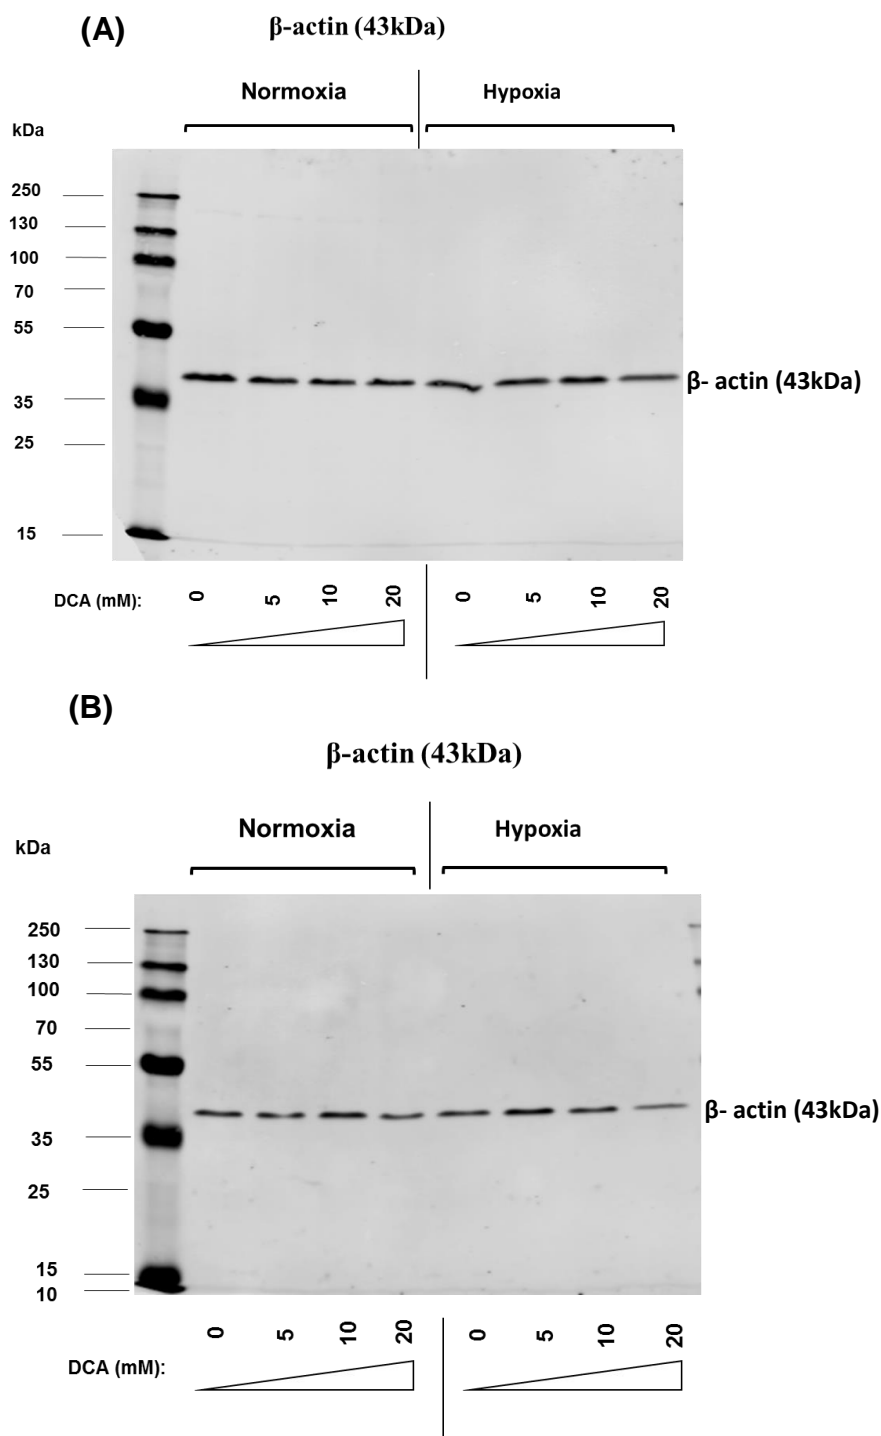 (A)
β-actin (43kDa)
Normoxia
Hypoxia
kDa
250
130
100
70
55
β- actin (43kDa)
35
25
15
DCA (mM):
0
5
10
20
0
5
10
20
(B)
β-actin (43kDa)
Normoxia
Hypoxia
kDa
250
130
100
70
55
β- actin (43kDa)
35
25
15
10
0
5
10
20
0
5
10
20
DCA (mM):